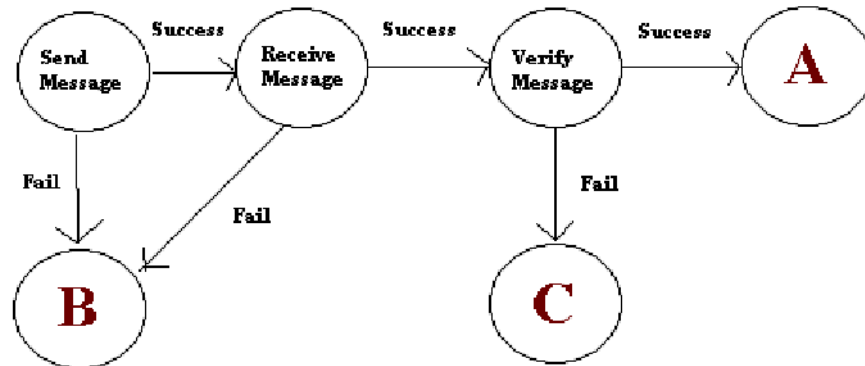 Send
Message
Success
Receive
Message
Success
Verify
Message
Success
A
Fail
Fail
Fail
B
C